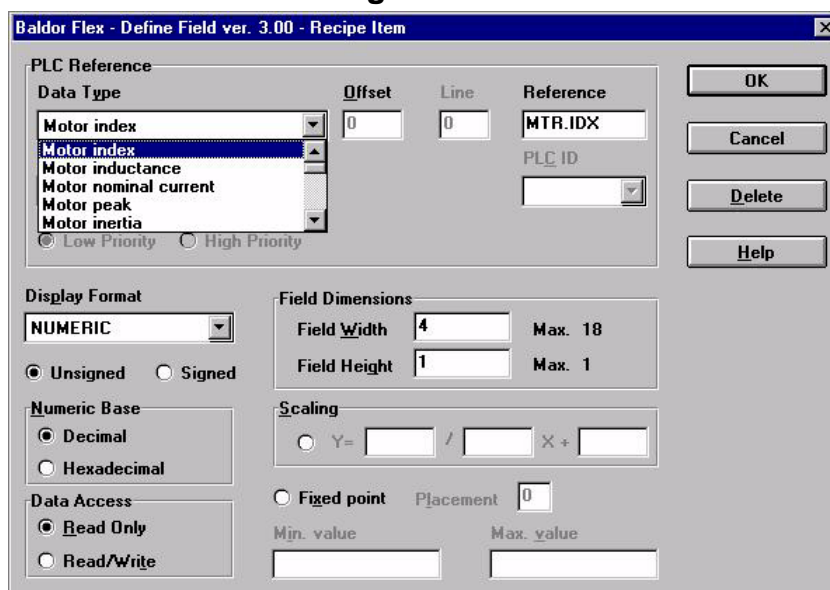 Baldor Flex - Define Field ver. 3.00 - Recipe Item
PLC Reference
Data Type Offset Line Reference
Motor index 0 0 MTR.IDX
Motor index
Motor inductance
Motor nominal current
Motor peak
Motor inertia
PLC ID
Low Priority High Priority
OK
Cancel
Delete
Help
Display Format
NUMERIC
Unsigned Signed
Numeric Base
Decimal
Hexadecimal
Data Access
Read Only
Read/Write
Field Dimensions
Field Width 4 Max. 18
Field Height 1 Max. 1
Scaling
Y= / X +
Fixed point Placement 0
Min. value Max. value